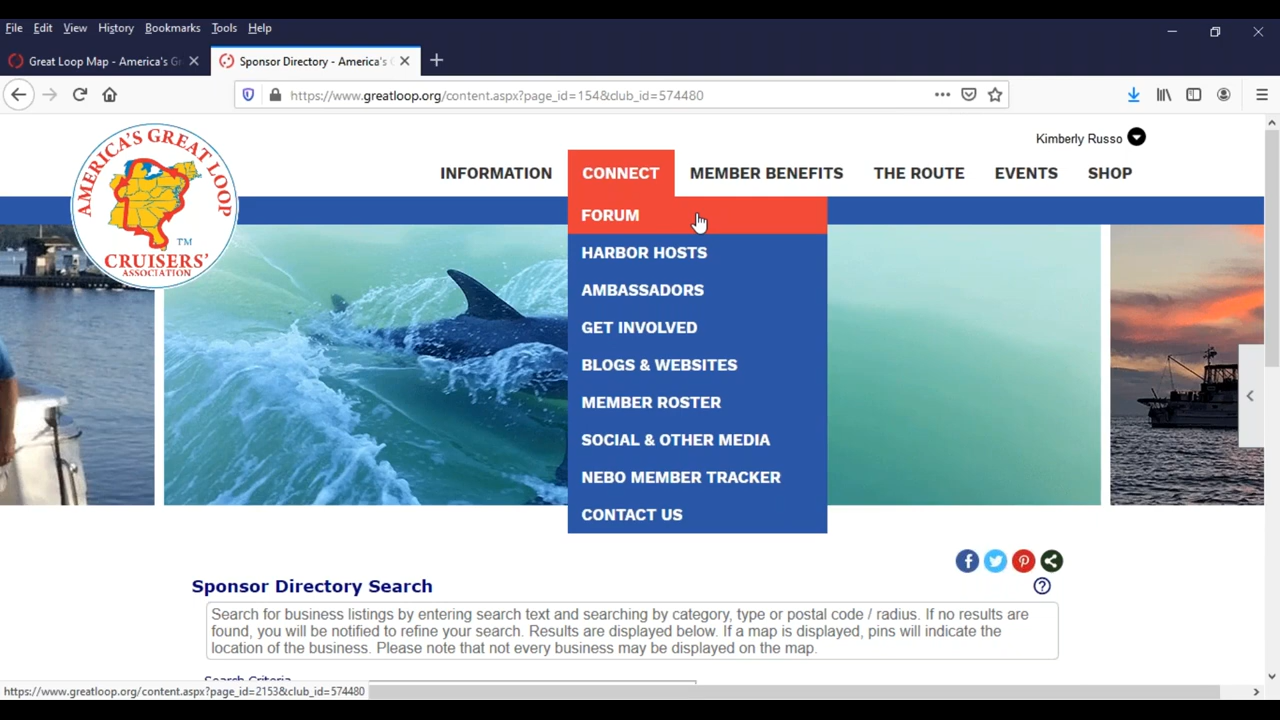 File Edit View History Bookmarks Tools Help
Great Loop Map - America's Gr
Sponsor Directory - America's
https://www.greatloop.org/content.aspx?page_id=154&club_id=574480
Kimberly Russo
AMERICA'S GREAT LOOP
TM
CRUISERS'
ASSOCIATION
INFORMATION CONNECT MEMBER BENEFITS THE ROUTE EVENTS SHOP
FORUM
HARBOR HOSTS
AMBASSADORS
GET INVOLVED
BLOGS & WEBSITES
MEMBER ROSTER
SOCIAL & OTHER MEDIA
NEBO MEMBER TRACKER
CONTACT US
Sponsor Directory Search
Search for business listings by entering search text and searching by category, type or postal code / radius. If no results are
found, you will be notified to refine your search. Results are displayed below. If a map is displayed, pins will indicate the
location of the business. Please note that not every business may be displayed on the map.
Search Criteria
https://www.greatloop.org/content.aspx?page_id=2153&club_id=574480